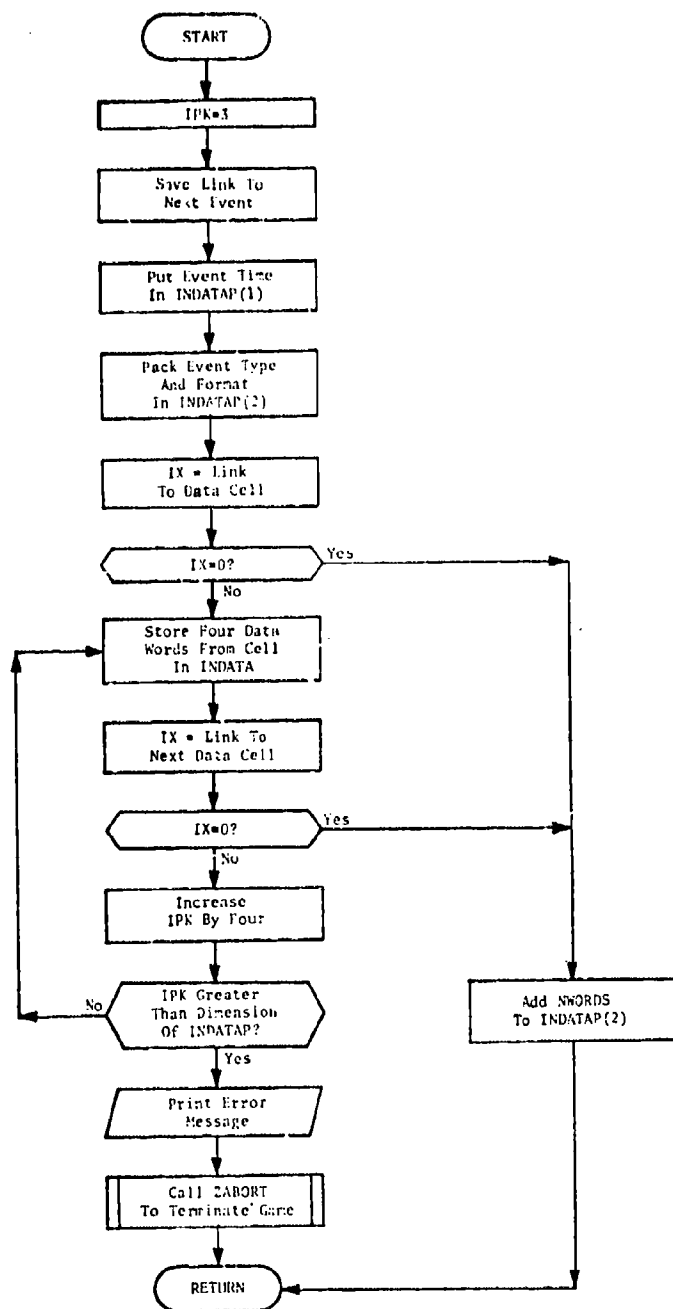 START
IPK=3
Save Link To
Next Event
Put Event Time
In INDATAP(1)
Pack Event Type
And Format
In INDATAP(2)
IX = Link
To Data Cell
IX=0?
Yes
No
Store Four Data
Words From Cell
In INDATA
IX = Link To
Next Data Cell
IX=0?
Yes
No
Increase
IPK By Four
No
IPK Greater
Than Dimension
Of INDATAP?
Yes
Add NWORDS
To INDATAP(2)
Print Error
Message
Call ZABORT
To Terminate Game
RETURN